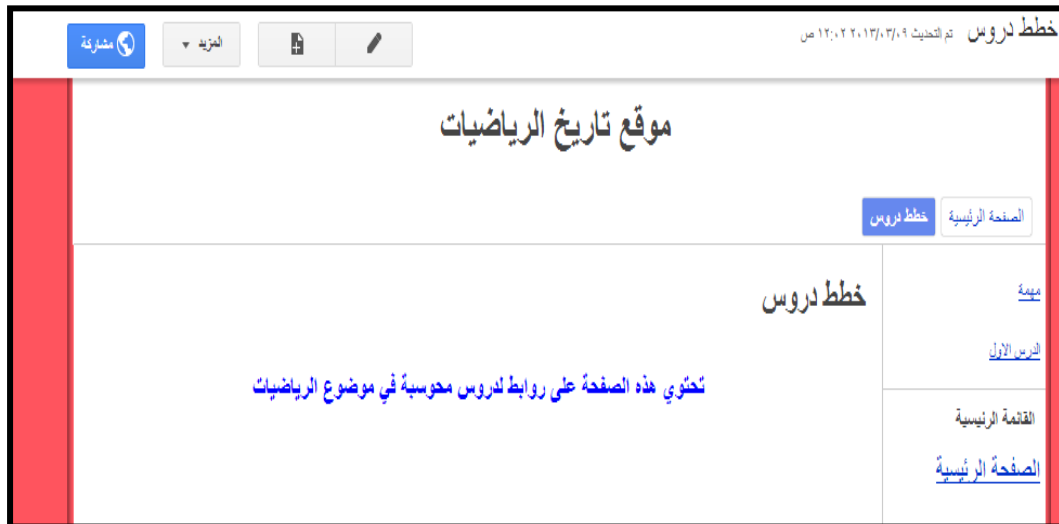 خطط دروس تم التحديث ٢٠١٣/٠٣/٠٩ ١٢:٠٢ ص
المزيد
مشاركة
موقع تاريخ الرياضيات
الصفحة الرئيسية
خطط دروس
مهمة
الدرس الاول
القائمة الرئيسية
الصفحة الرئيسية
خطط دروس
تحتوي هذه الصفحة على روابط لدروس محوسبة في موضوع الرياضيات